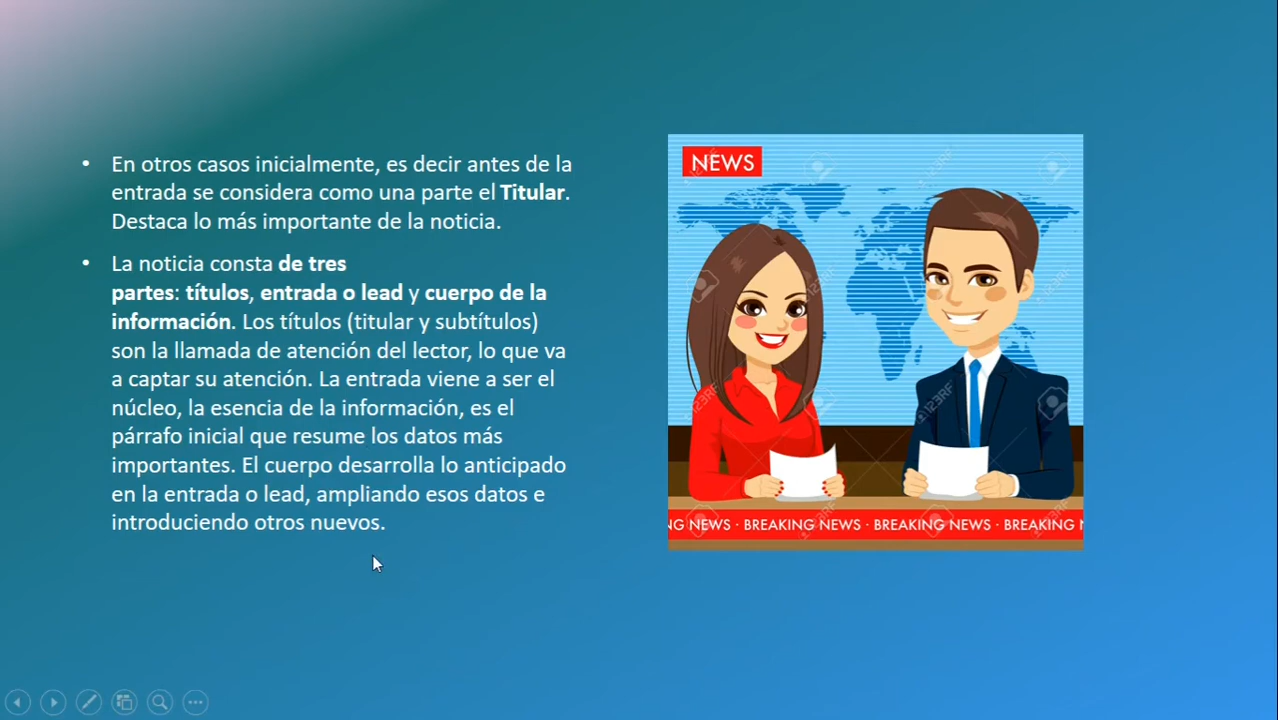 • En otros casos inicialmente, es decir antes de la
entrada se considera como una parte el Titular.
Destaca lo más importante de la noticia.
• La noticia consta de tres
partes: títulos, entrada o lead y cuerpo de la
información. Los títulos (titular y subtítulos)
son la llamada de atención del lector, lo que va
a captar su atención. La entrada viene a ser el
núcleo, la esencia de la información, es el
párrafo inicial que resume los datos más
importantes. El cuerpo desarrolla lo anticipado
en la entrada o lead, ampliando esos datos e
introduciendo otros nuevos.
NEWS
NG NEWS · BREAKING NEWS · BREAKING NEWS · BREAKING
123RF
123RF
123RF
123RF